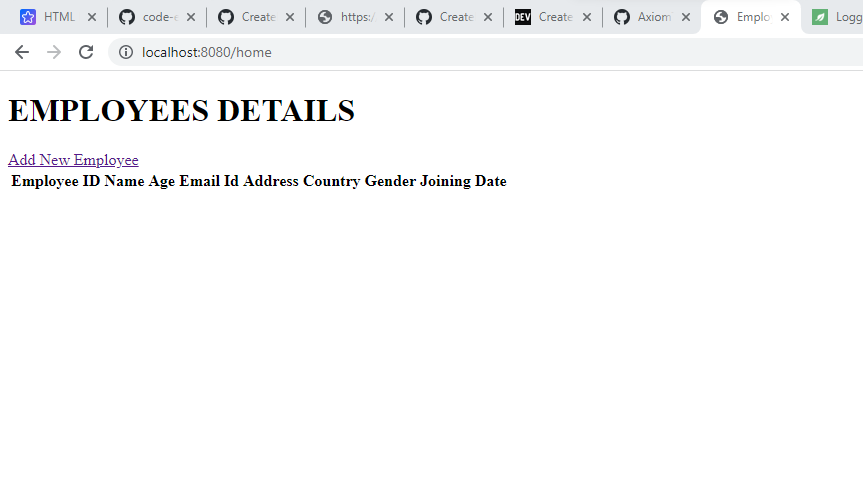 HTML code-e Create https:/ Create DEV Create Axiom Emplo Logg
localhost:8080/home
EMPLOYEES DETAILS
Add New Employee
Employee ID Name Age Email Id Address Country Gender Joining Date